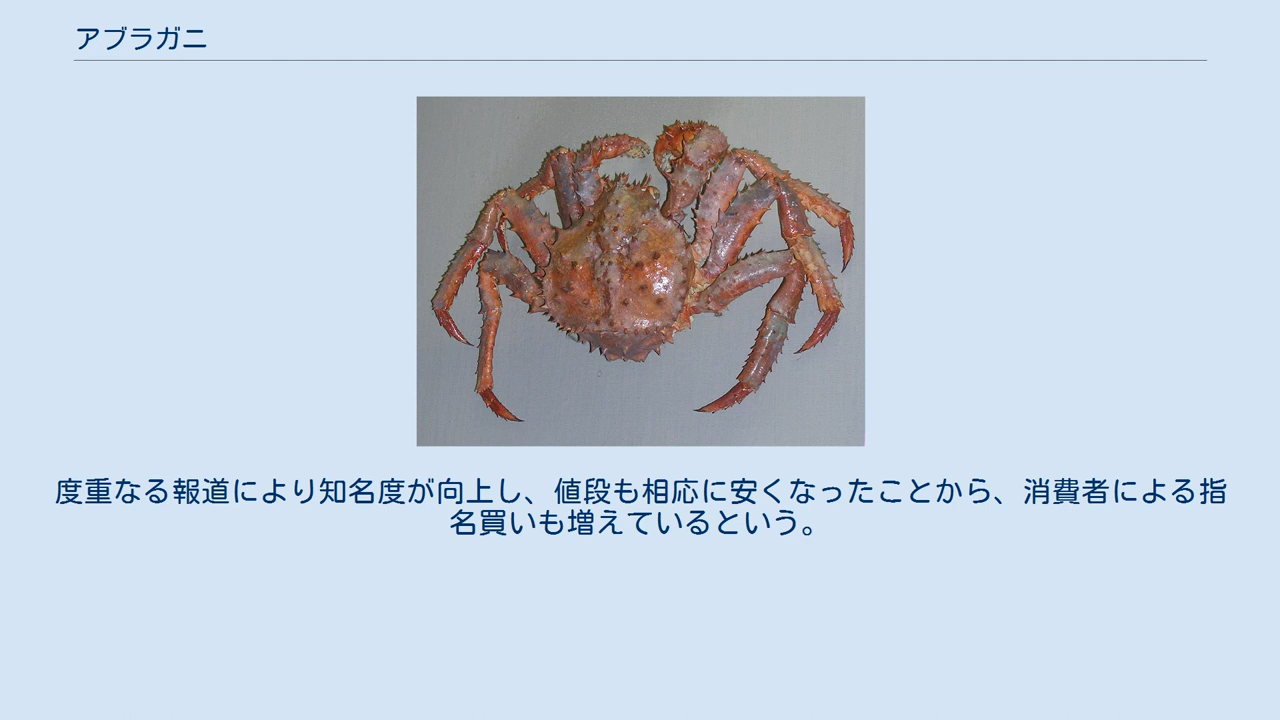 アブラガニ
度重なる報道により知名度が向上し、値段も相応に安くなったことから、消費者による指
名買いも増えているという。